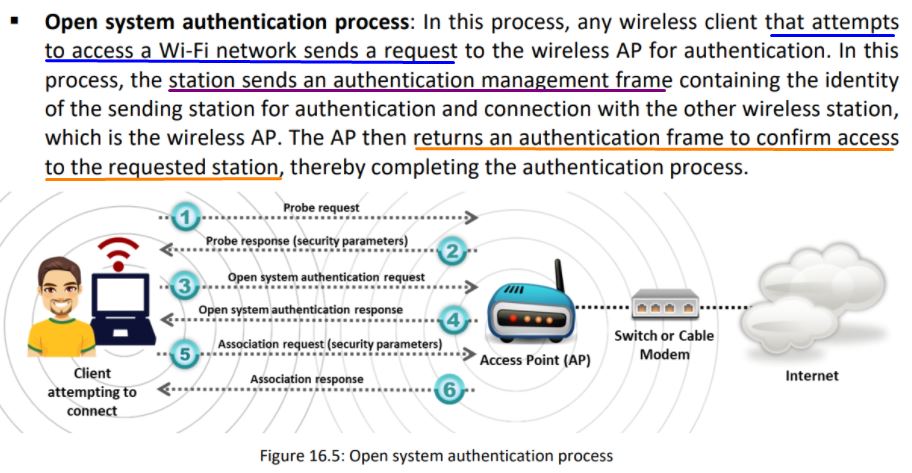 ▪ Open system authentication process: In this process, any wireless client that attempts
to access a Wi-Fi network sends a request to the wireless AP for authentication. In this
process, the station sends an authentication management frame containing the identity
of the sending station for authentication and connection with the other wireless station,
which is the wireless AP. The AP then returns an authentication frame to confirm access
to the requested station, thereby completing the authentication process.
1 Probe request
Probe response (security parameters) 2
3 Open system authentication request
Open system authentication response 4
5 Association request (security parameters)
Association response 6
Client
attempting to
connect
Access Point (AP)
Switch or Cable
Modem
Internet
Figure 16.5: Open system authentication process